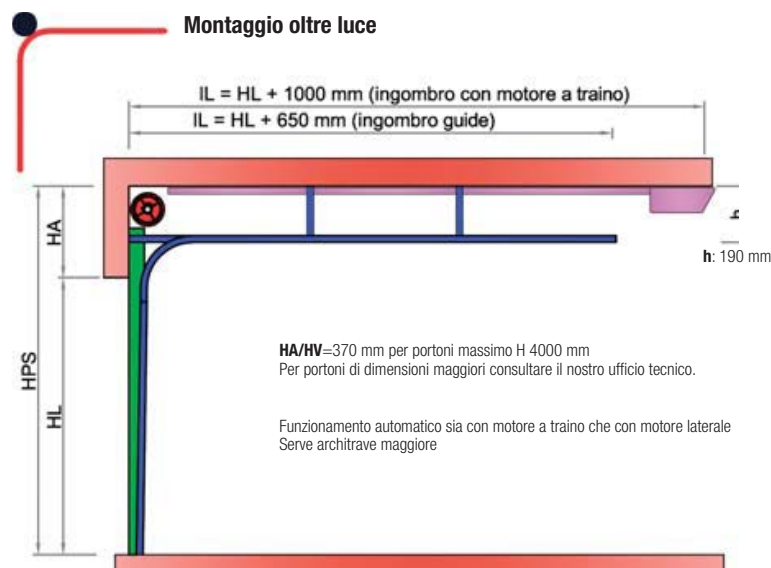 Montaggio oltre luce
IL = HL + 1000 mm (ingombro con motore a traino)
IL = HL + 650 mm (ingombro guide)
HA
h: 190 mm
HPS
HL
HA/HV=370 mm per portoni massimo H 4000 mm
Per portoni di dimensioni maggiori consultare il nostro ufficio tecnico.
Funzionamento automatico sia con motore a traino che con motore laterale
Serve architrave maggiore